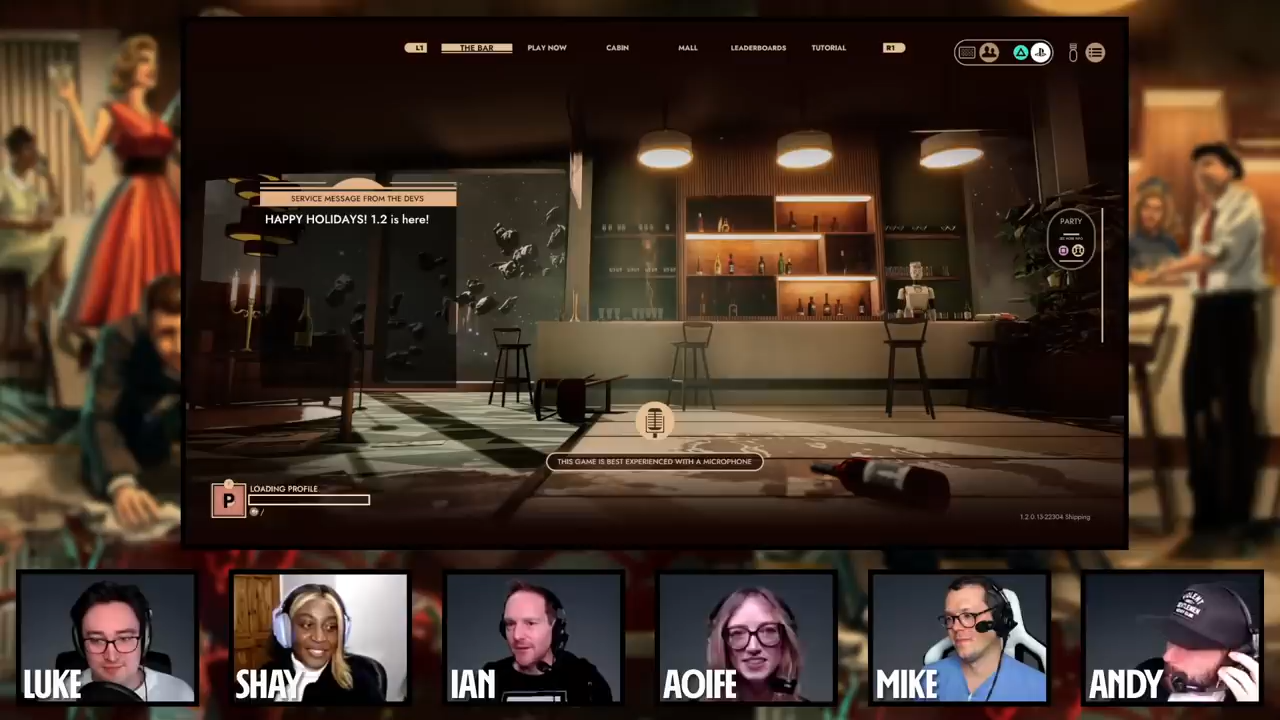 L1 THE BAR PLAY NOW CABIN MALL LEADERBOARDS TUTORIAL R1
SERVICE MESSAGE FROM THE DEVS
HAPPY HOLIDAYS! 1.2 is here!
PARTY
THIS GAME IS BEST EXPERIENCED WITH A MICROPHONE
P
LOADING PROFILE
/
1.2.0.13-22304 Shipping
LUKE
SHAY
IAN
AOIFE
MIKE
ANDY